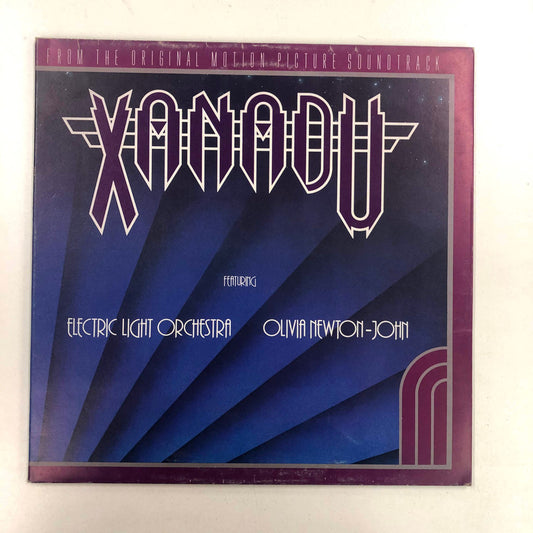 FROM THE ORIGINAL MOTION PICTURE SOUNDTRACK
XANADU
FEATURING
ELECTRIC LIGHT ORCHESTRA OLIVIA NEWTON-JOHN